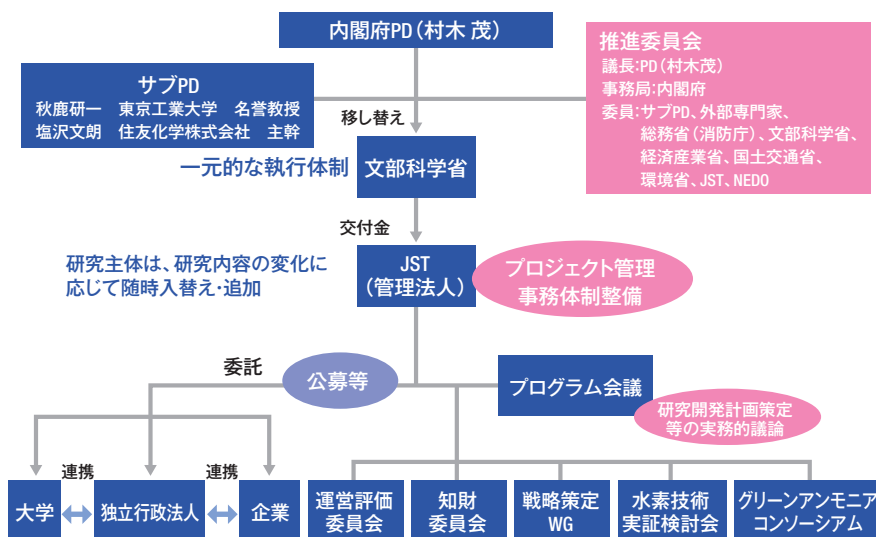 内閣府PD（村木 茂）
サブPD
秋鹿研一　東京工業大学　名誉教授
塩沢文朗　住友化学株式会社　主幹
推進委員会
議長：PD（村木茂）
事務局：内閣府
委員：サブPD、外部専門家、
総務省（消防庁）、文部科学省、
経済産業省、国土交通省、
環境省、JST、NEDO
移し替え
一元的な執行体制
文部科学省
交付金
研究主体は、研究内容の変化に
応じて随時入替え・追加
JST
（管理法人）
プロジェクト管理
事務体制整備
委託
公募等
プログラム会議
研究開発計画策定
等の実務的議論
連携
連携
大学
独立行政法人
企業
運営評価
委員会
知財
委員会
戦略策定
WG
水素技術
実証検討会
グリーンアンモニア
コンソーシアム